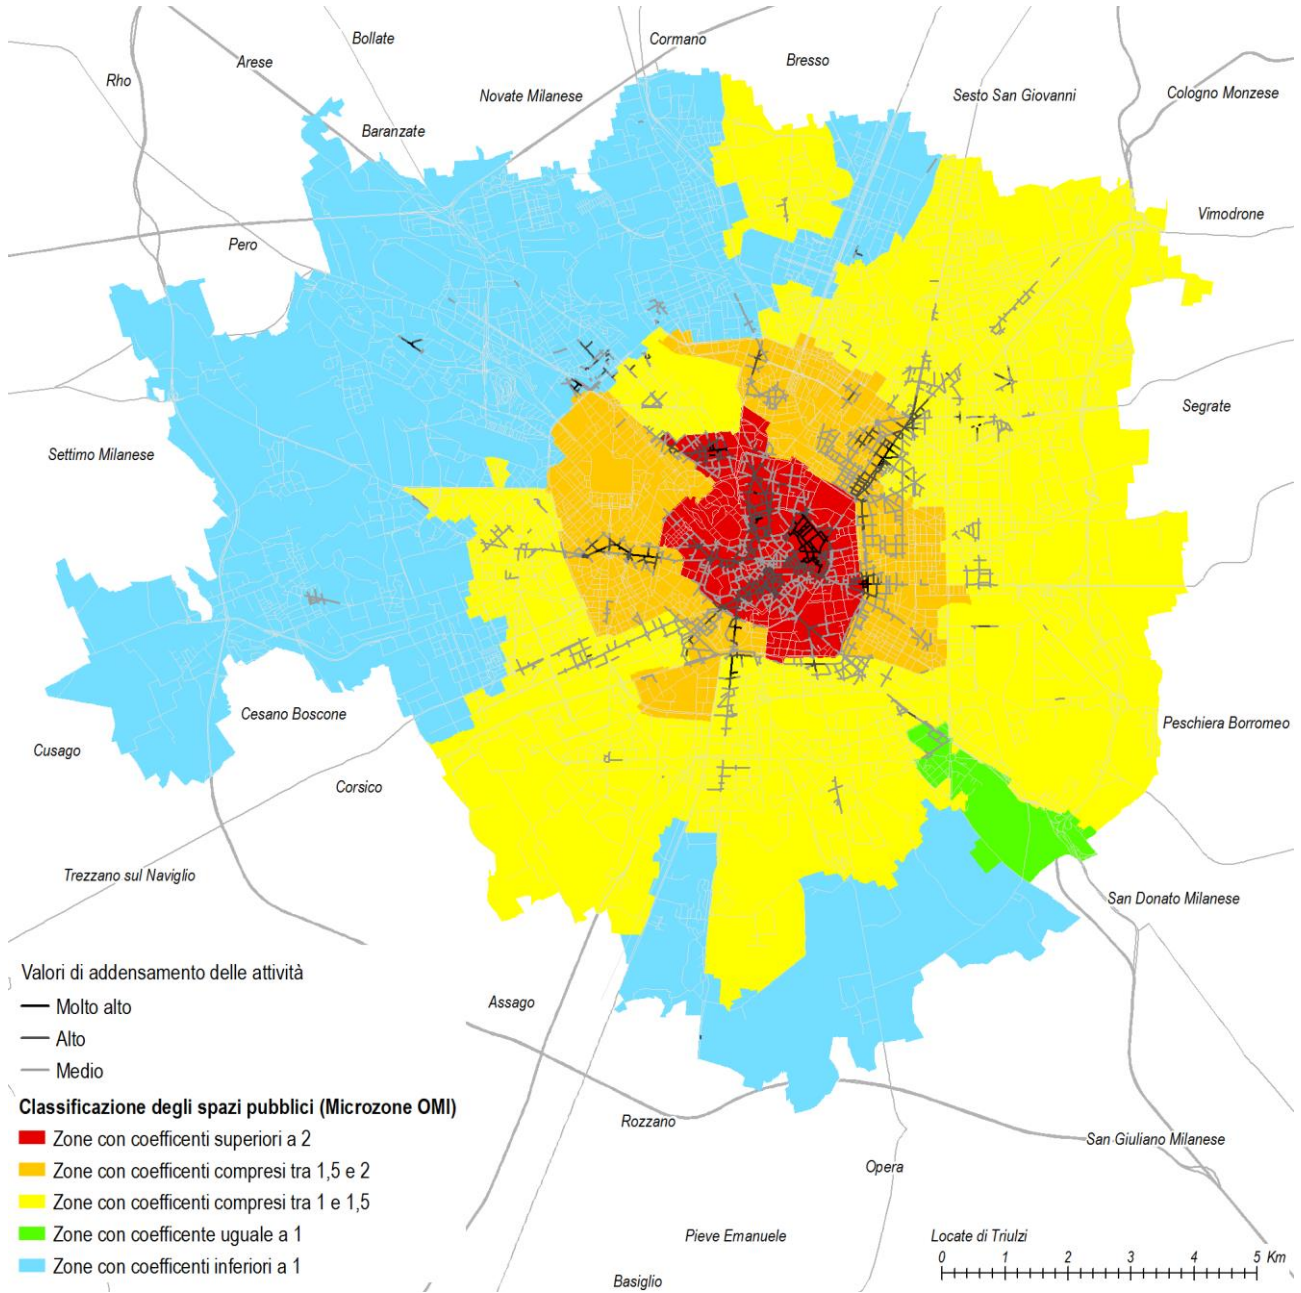 Bollate
Cormano
Bresso
Arese
Rho
Novate Milanese
Sesto San Giovanni
Cologno Monzese
Baranzate
Vimodrone
Pero
Segrate
Settimo Milanese
Cesano Boscone
Peschiera Borromeo
Cusago
Corsico
Trezzano sul Naviglio
San Donato Milanese
Assago
Rozzano
San Giuliano Milanese
Opera
Pieve Emanuele
Locate di Triulzi
Basiglio
Valori di addensamento delle attività
Molto alto
Alto
Medio
Classificazione degli spazi pubblici (Microzone OMI)
Zone con coefficenti superiori a 2
Zone con coefficenti compresi tra 1,5 e 2
Zone con coefficenti compresi tra 1 e 1,5
Zone con coefficente uguale a 1
Zone con coefficenti inferiori a 1
0 1 2 3 4 5 Km